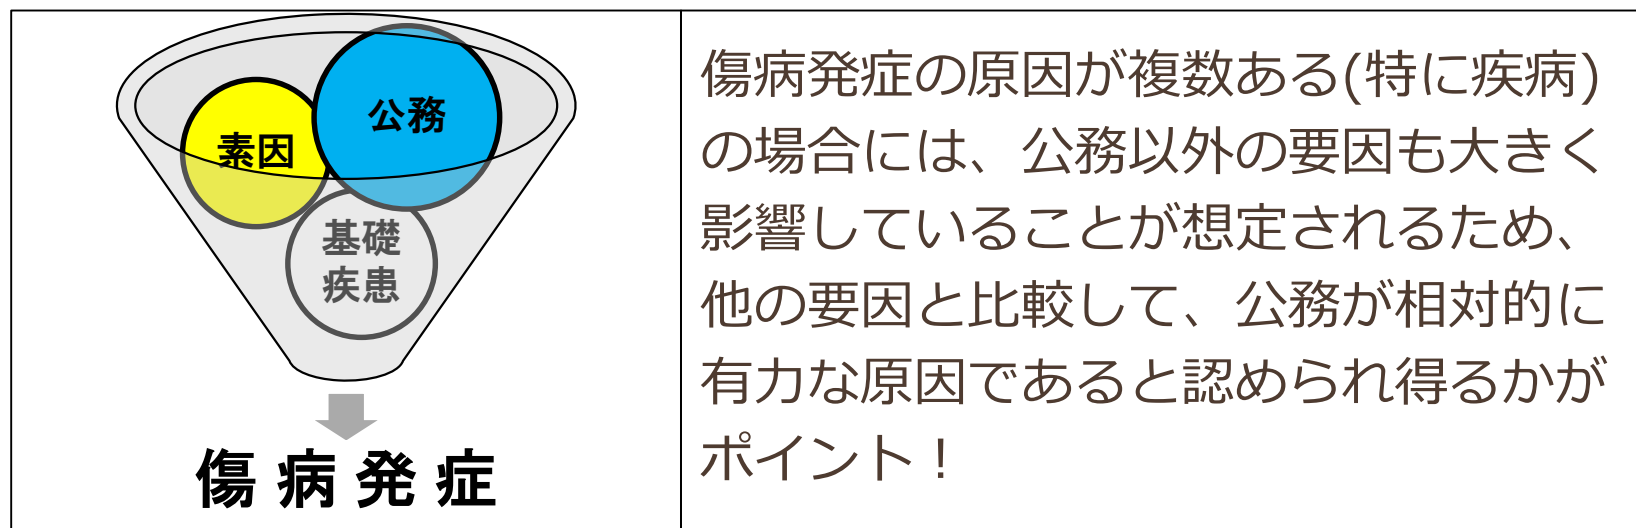 素因
公務
基礎
疾患
傷病発症
傷病発症の原因が複数ある(特に疾病)
の場合には、公務以外の要因も大きく
影響していることが想定されるため、
他の要因と比較して、公務が相対的に
有力な原因であると認められ得るかが
ポイント！